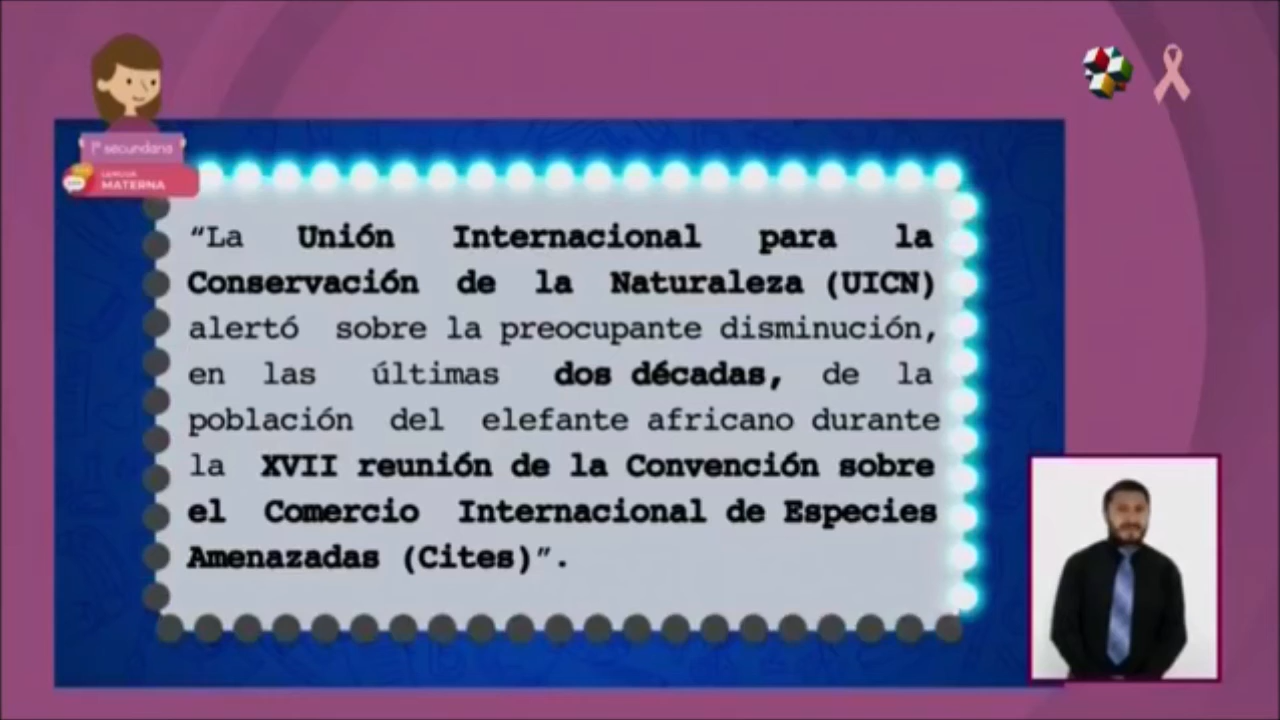 1° secundaria
LENGUA
MATERNA
“La Unión Internacional para la
Conservación de la Naturaleza (UICN)
alertó sobre la preocupante disminución,
en las últimas dos décadas, de la
población del elefante africano durante
la XVII reunión de la Convención sobre
el Comercio Internacional de Especies
Amenazadas (Cites)”.